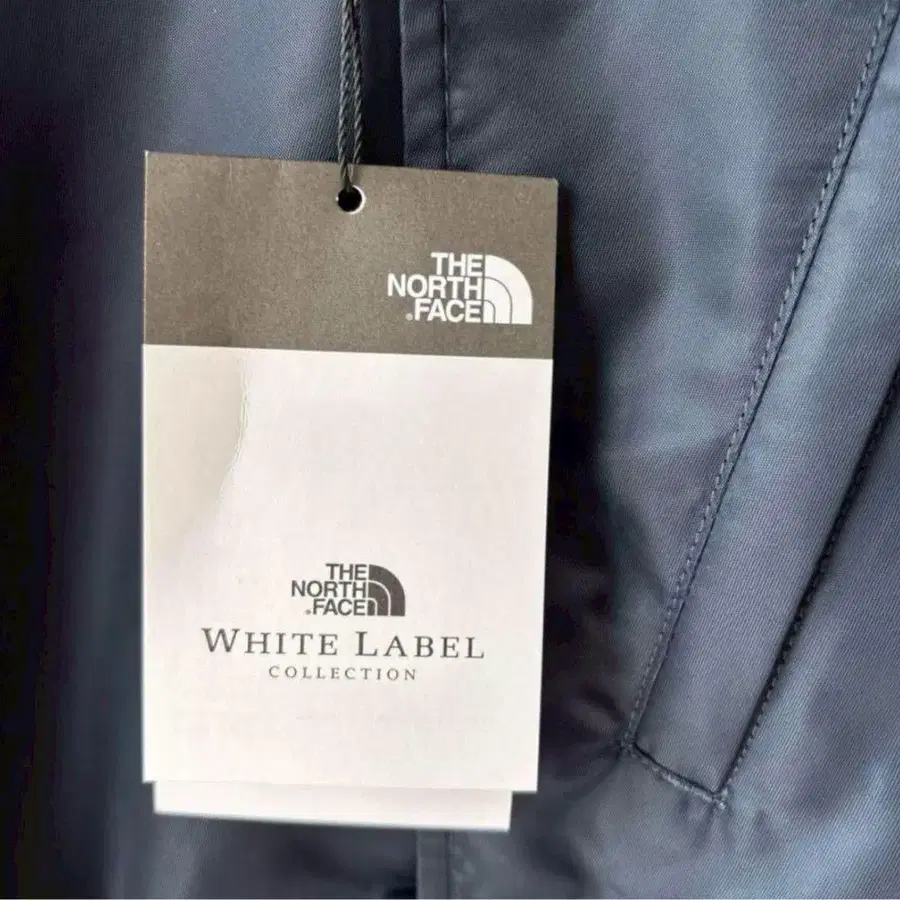 THE
NORTH
FACE
THE
NORTH
FACE
WHITE LABEL
COLLECTION